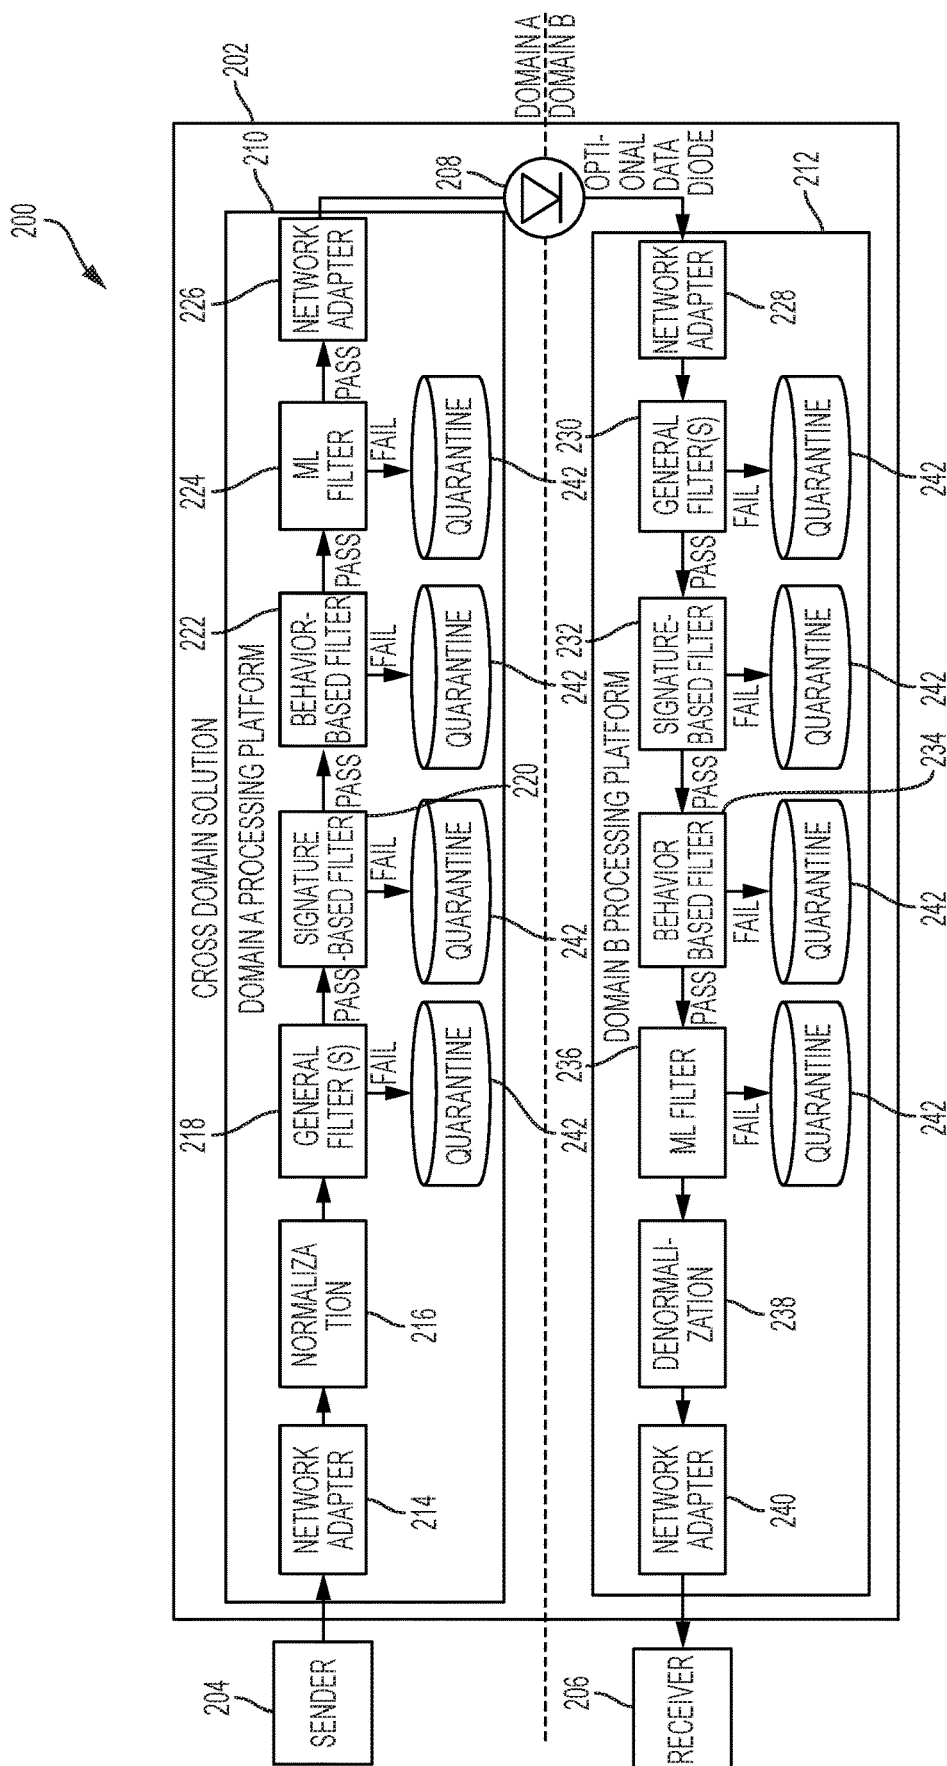 200
202
CROSS DOMAIN SOLUTION
210
DOMAIN A PROCESSING PLATFORM
204
SENDER
NETWORK
ADAPTER
214
NORMALIZA
TION
216
218
GENERAL
FILTER (S)
PASS
FAIL
QUARANTINE
242
SIGNATURE
-BASED FILTER
220
PASS
FAIL
QUARANTINE
242
222
BEHAVIOR-
BASED FILTER
PASS
FAIL
QUARANTINE
242
224
ML
FILTER
PASS
FAIL
QUARANTINE
242
226
NETWORK
ADAPTER
208
DOMAIN A
DOMAIN B
OPTI-
ONAL
DATA
DIODE
212
DOMAIN B PROCESSING PLATFORM
NETWORK
ADAPTER
228
230
GENERAL
FILTER(S)
PASS
FAIL
QUARANTINE
242
232
SIGNATURE-
BASED FILTER
PASS
FAIL
QUARANTINE
242
BEHAVIOR
BASED FILTER
234
PASS
FAIL
QUARANTINE
242
236
ML FILTER
FAIL
QUARANTINE
242
DENORMALI-
ZATION
238
NETWORK
ADAPTER
240
206
RECEIVER